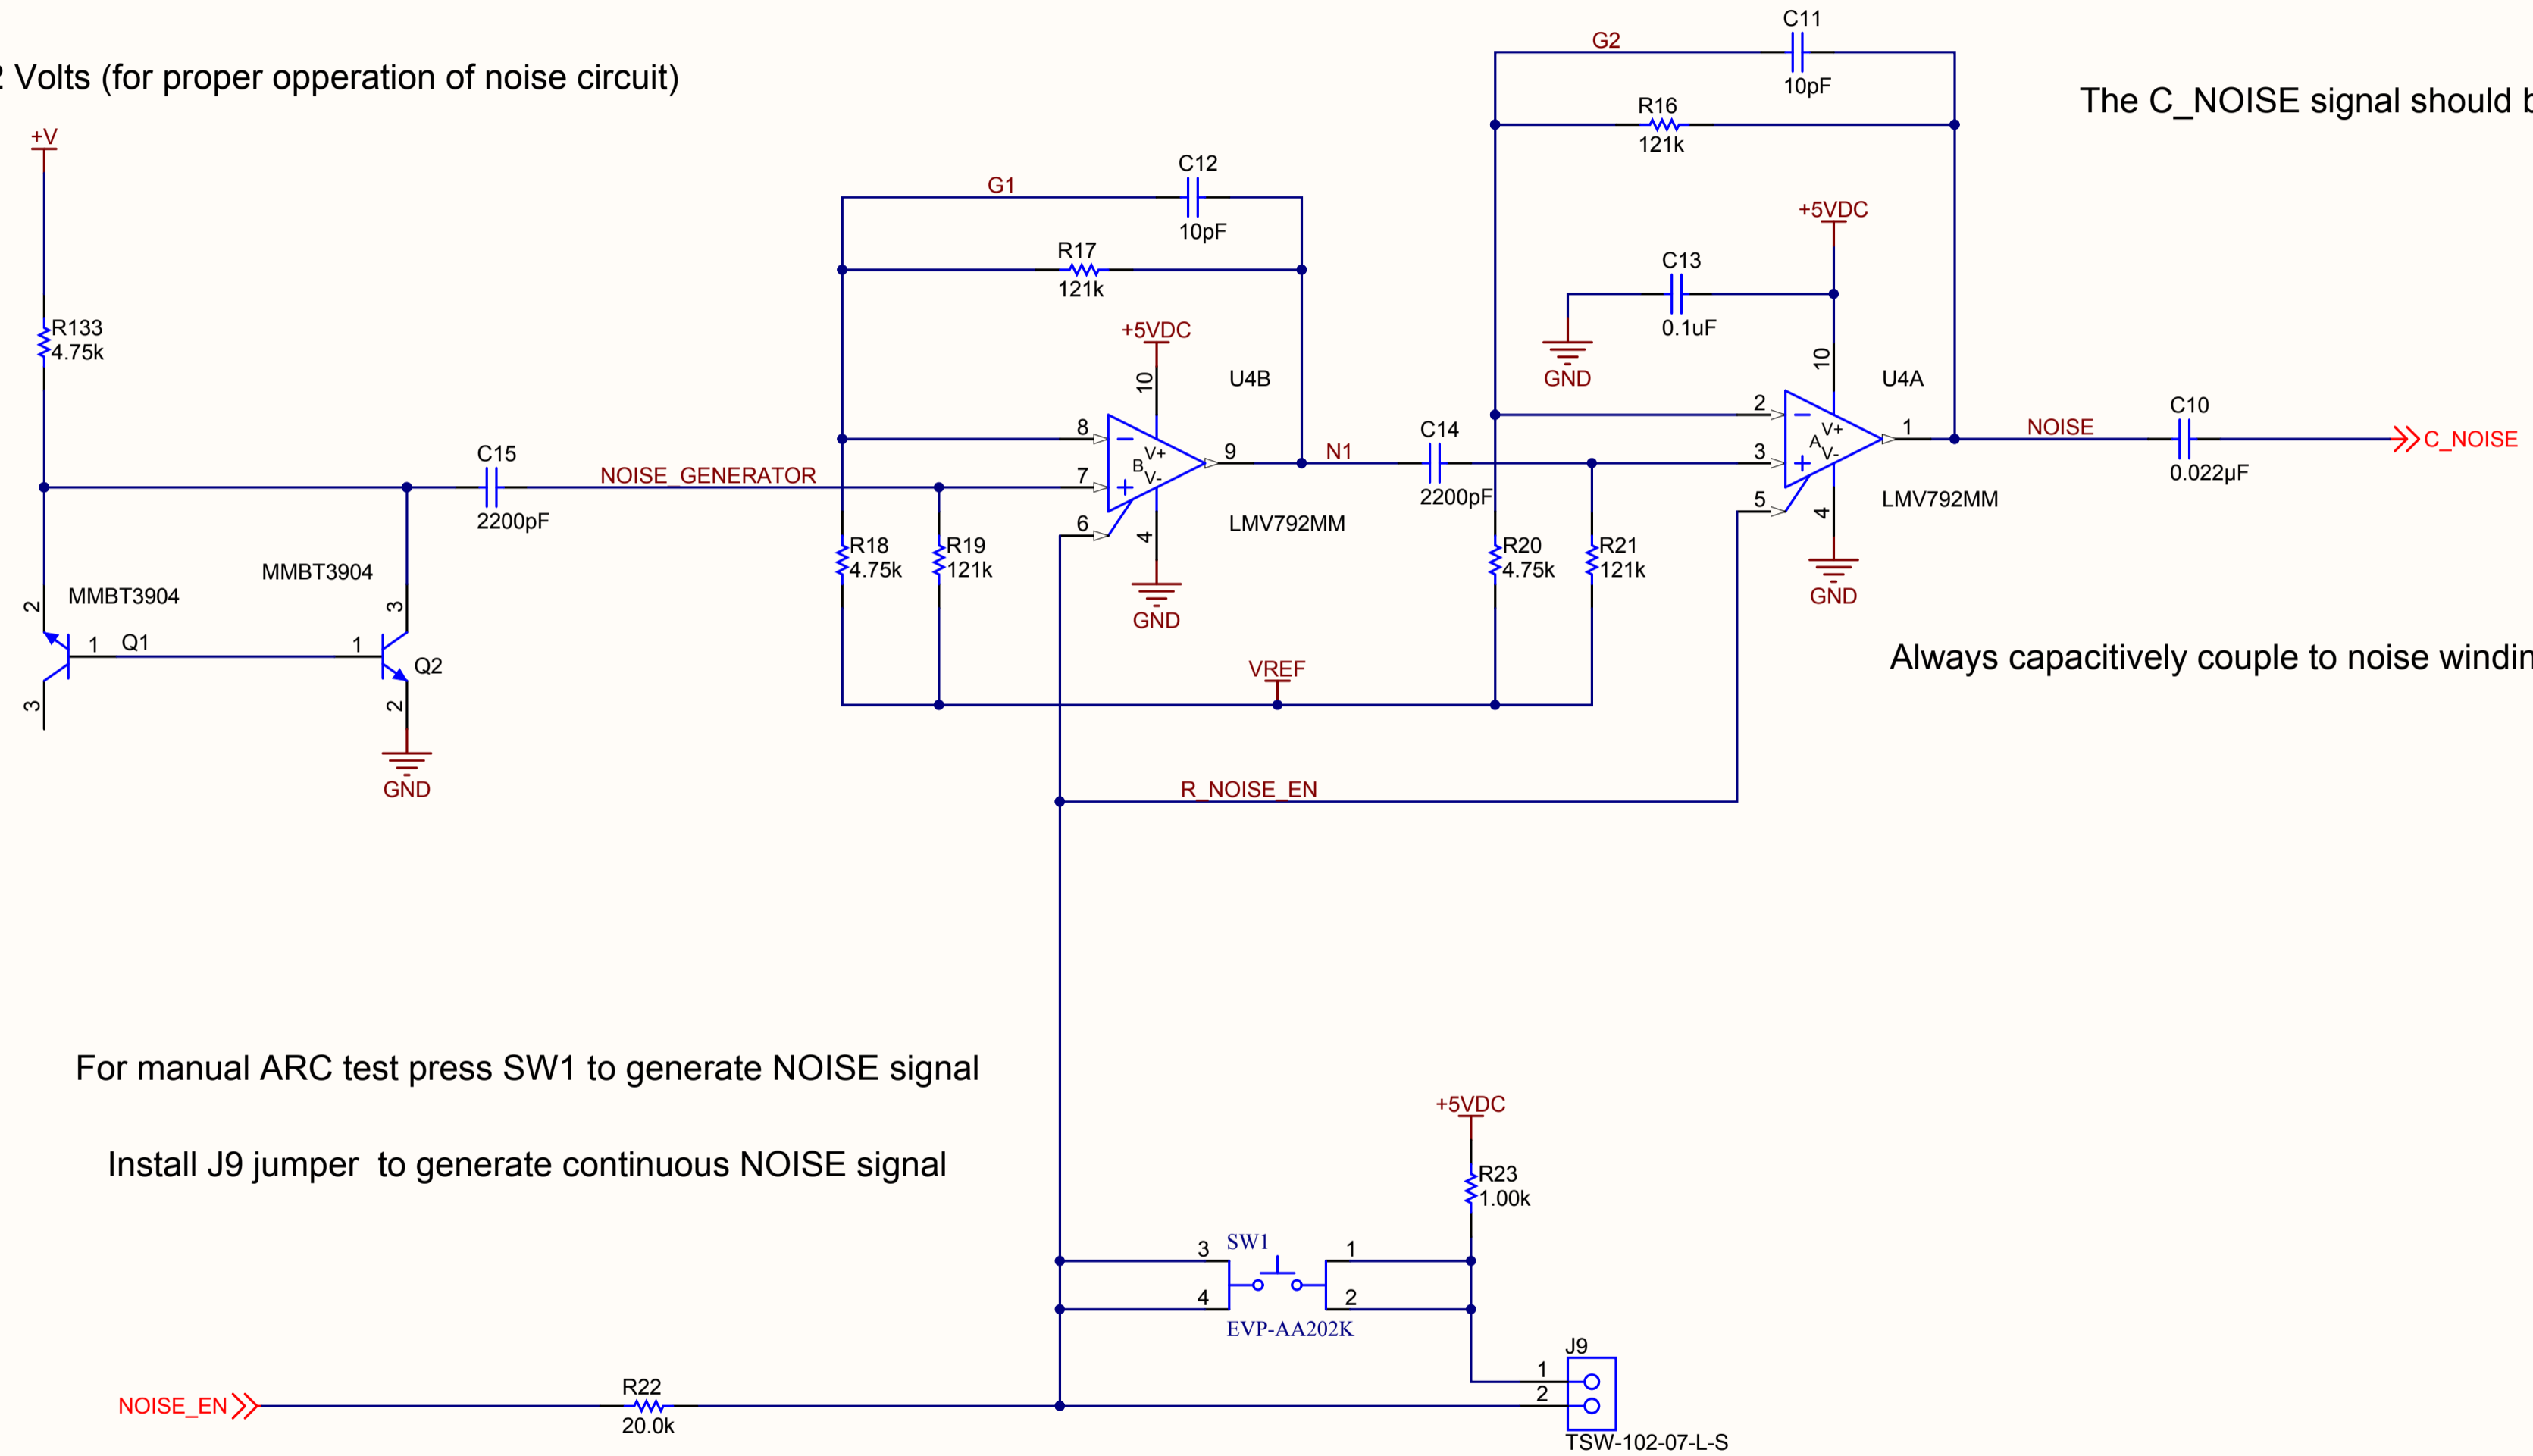 2 Volts (for proper opperation of noise circuit)
+V
R133
4.75k
MMBT3904
2
1
Q1
3
MMBT3904
3
1
Q2
2
GND
C15
2200pF
NOISE_GENERATOR
G1
C12
10pF
R17
121k
+5VDC
10
U4B
8
7
6
B
V+
V-
9
4
LMV792MM
GND
R18
4.75k
R19
121k
VREF
N1
C14
2200pF
R20
4.75k
R21
121k
G2
C11
10pF
R16
121k
The C_NOISE signal should b
+5VDC
C13
0.1uF
GND
10
U4A
2
3
5
A
V+
V-
1
4
LMV792MM
GND
NOISE
C10
0.022µF
C_NOISE
Always capacitively couple to noise windin
R_NOISE_EN
For manual ARC test press SW1 to generate NOISE signal
Install J9 jumper to generate continuous NOISE signal
+5VDC
R23
1.00k
3
SW1
1
4
2
EVP-AA202K
J9
1
2
TSW-102-07-L-S
NOISE_EN
R22
20.0k